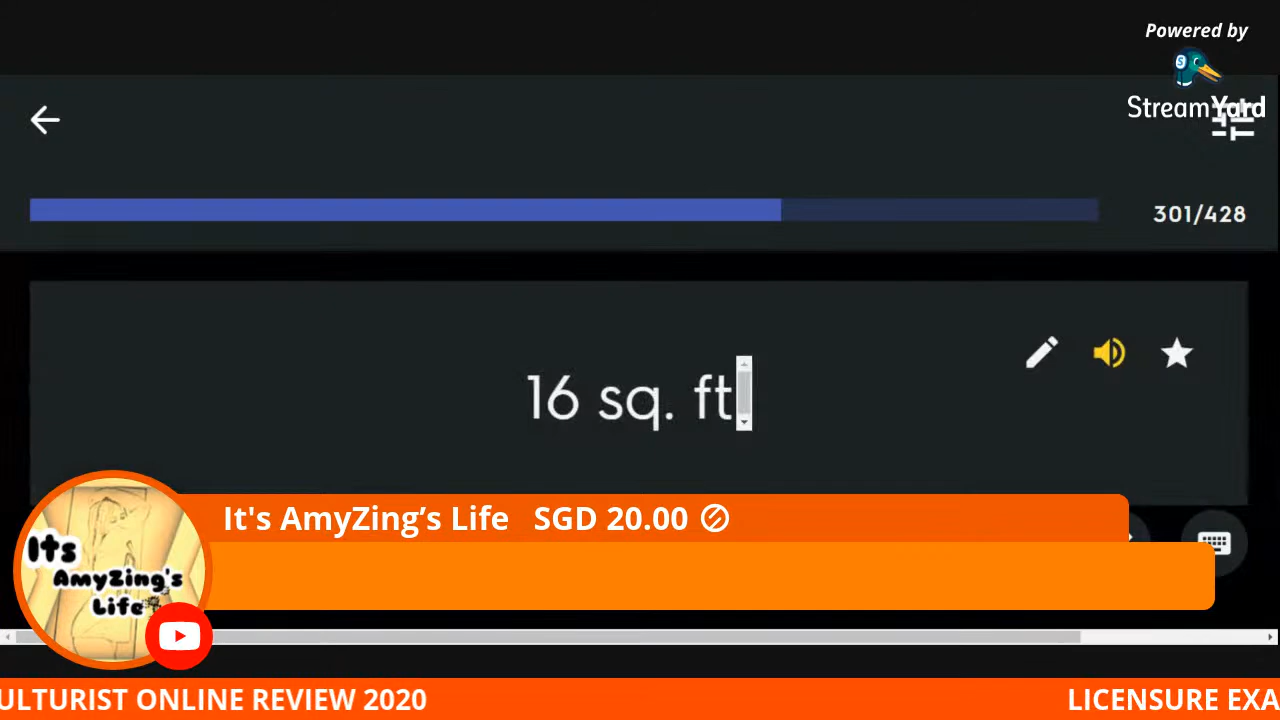 Powered by
StreamYard
301/428
16 sq. ft
It's AmyZing’s Life SGD 20.00
Its
AmyZing's
Life
ULTURIST ONLINE REVIEW 2020
LICENSURE EXA